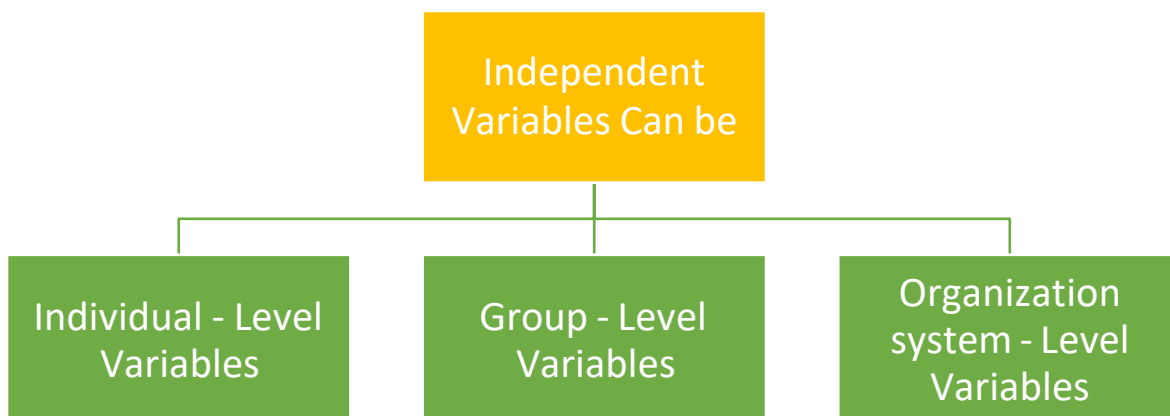 Independent
Variables Can be
Individual - Level
Variables
Group - Level
Variables
Organization
system - Level
Variables